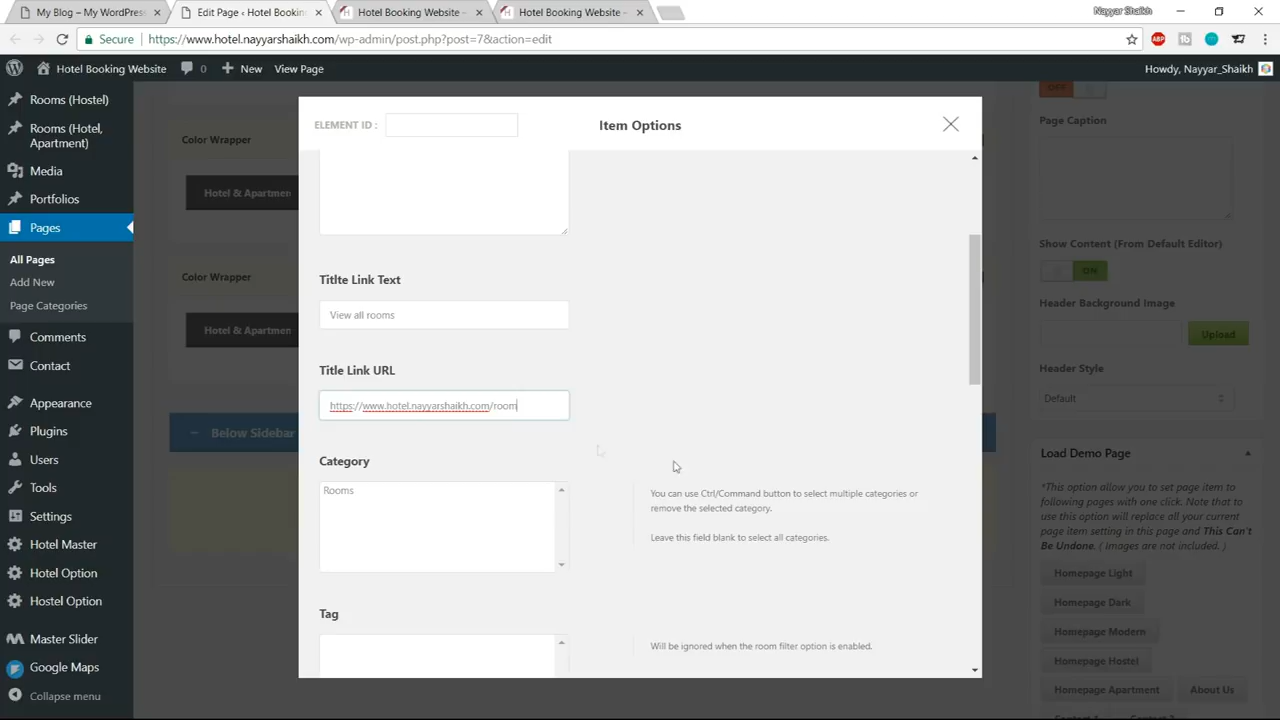 My Blog – My WordPress
Edit Page ‹ Hotel Bookin
Hotel Booking Website –
Hotel Booking Website –
Nayyar Shaikh
Secure
https://www.hotel.nayyarshaikh.com/wp-admin/post.php?post=7&action=edit
Hotel Booking Website
0
New
View Page
Howdy, Nayyar_Shaikh
Rooms (Hostel)
Rooms (Hotel,
Apartment)
Media
Portfolios
Pages
All Pages
Add New
Page Categories
Comments
Contact
Appearance
Plugins
Users
Tools
Settings
Hotel Master
Hotel Option
Hostel Option
Master Slider
Google Maps
Collapse menu
Color Wrapper
Hotel & Apartmen
Color Wrapper
Hotel & Apartmen
Below Sidebar
ELEMENT ID :
Item Options
Titlte Link Text
View all rooms
Title Link URL
https://www.hotel.nayyarshaikh.com/room
Category
Rooms
You can use Ctrl/Command button to select multiple categories or
remove the selected category.
Leave this field blank to select all categories.
Tag
Will be ignored when the room filter option is enabled.
OFF
Page Caption
Show Content (From Default Editor)
ON
Header Background Image
Upload
Header Style
Default
Load Demo Page
*This option allow you to set page item to
following pages with one click. Note that to
use this option will replace all your current
page item setting in this page and This Can't
Be Undone. ( Images are not included. )
Homepage Light
Homepage Dark
Homepage Modern
Homepage Hostel
Homepage Apartment
About Us